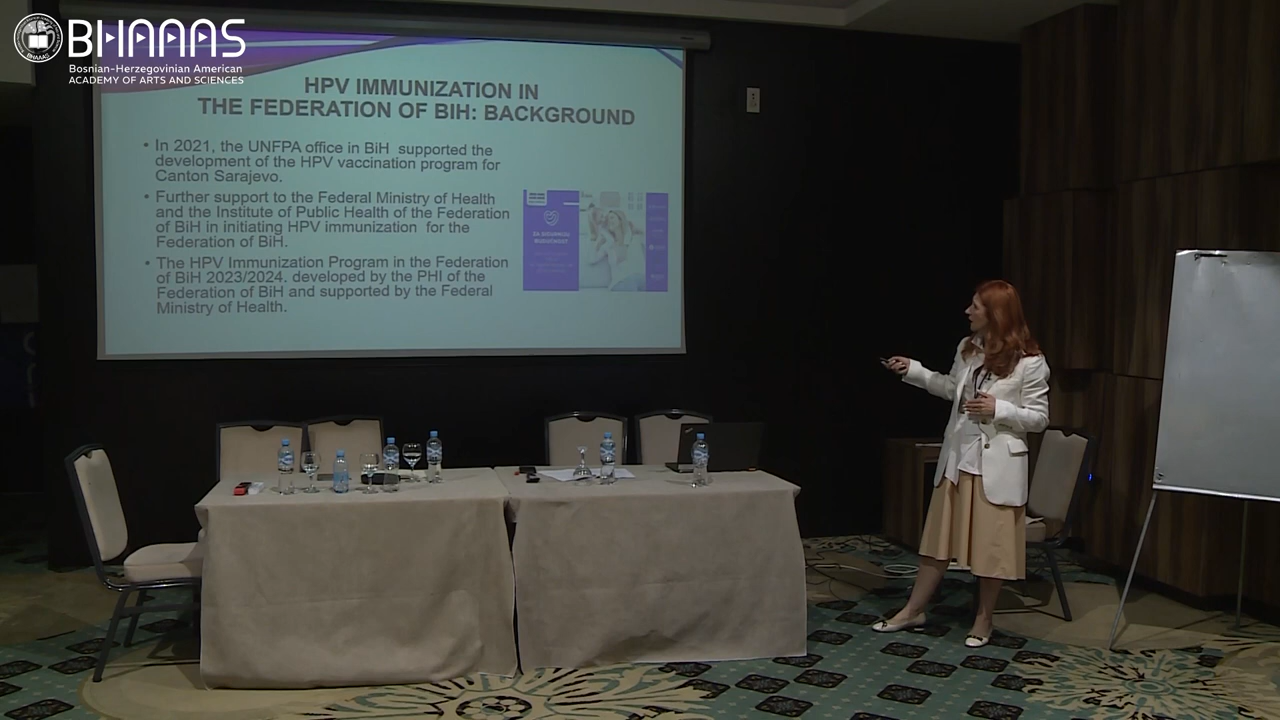 BHAAAS
Bosnian-Herzegovinian American
ACADEMY OF ARTS AND SCIENCES
HPV IMMUNIZATION IN
THE FEDERATION OF BIH: BACKGROUND
• In 2021, the UNFPA office in BiH supported the
development of the HPV vaccination program for
Canton Sarajevo.
• Further support to the Federal Ministry of Health
and the Institute of Public Health of the Federation
of BiH in initiating HPV immunization for the
Federation of BiH.
• The HPV Immunization Program in the Federation
of BiH 2023/2024. developed by the PHI of the
Federation of BiH and supported by the Federal
Ministry of Health.
ZA SIGURNIJU
BUDUĆNOST